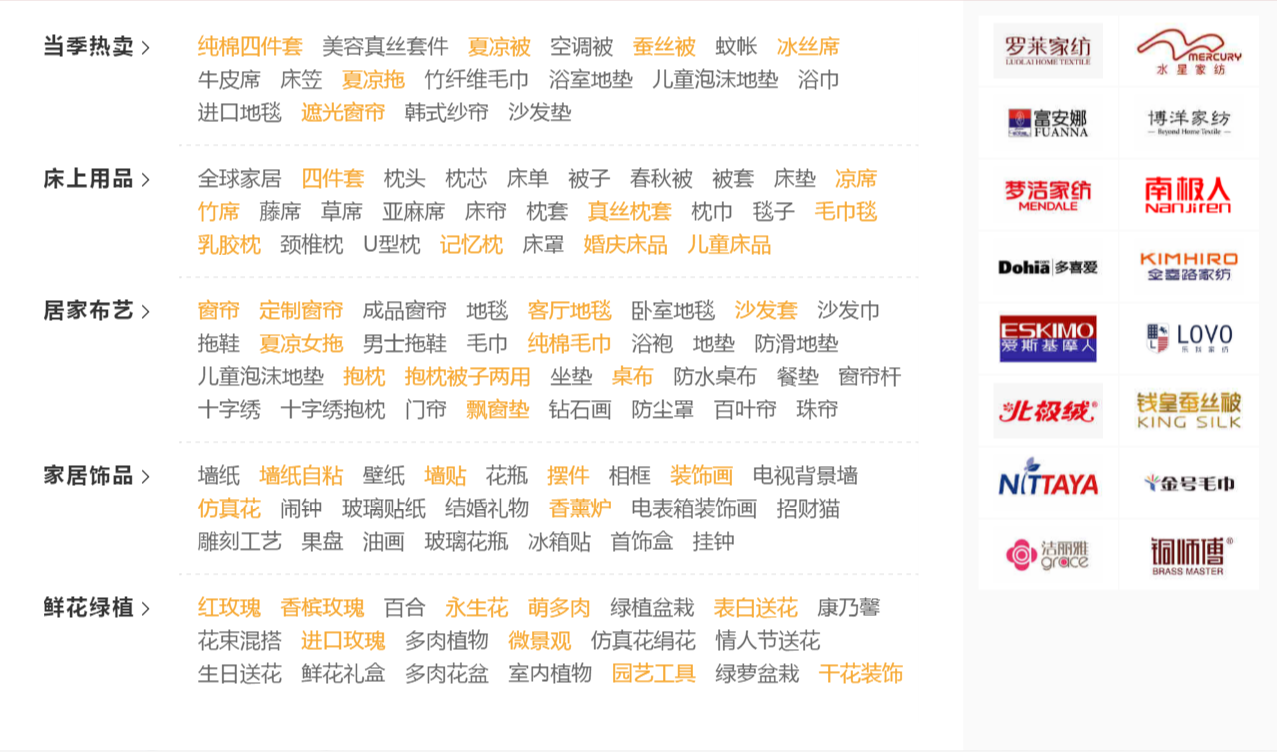 当季热卖 >
纯棉四件套 美容真丝套件 夏凉被 空调被 蚕丝被 蚊帐 冰丝席
牛皮席 床笠 夏凉拖 竹纤维毛巾 浴室地垫 儿童泡沫地垫 浴巾
进口地毯 遮光窗帘 韩式纱帘 沙发垫
床上用品 >
全球家居 四件套 枕头 枕芯 床单 被子 春秋被 被套 床垫 凉席
竹席 藤席 草席 亚麻席 床帘 枕套 真丝枕套 枕巾 毯子 毛巾毯
乳胶枕 颈椎枕 U型枕 记忆枕 床罩 婚庆床品 儿童床品
居家布艺 >
窗帘 定制窗帘 成品窗帘 地毯 客厅地毯 卧室地毯 沙发套 沙发巾
拖鞋 夏凉女拖 男士拖鞋 毛巾 纯棉毛巾 浴袍 地垫 防滑地垫
儿童泡沫地垫 抱枕 抱枕被子两用 坐垫 桌布 防水桌布 餐垫 窗帘杆
十字绣 十字绣抱枕 门帘 飘窗垫 钻石画 防尘罩 百叶帘 珠帘
家居饰品 >
墙纸 墙纸自粘 壁纸 墙贴 花瓶 摆件 相框 装饰画 电视背景墙
仿真花 闹钟 玻璃贴纸 结婚礼物 香薰炉 电表箱装饰画 招财猫
雕刻工艺 果盘 油画 玻璃花瓶 冰箱贴 首饰盒 挂钟
鲜花绿植 >
红玫瑰 香槟玫瑰 百合 永生花 萌多肉 绿植盆栽 表白送花 康乃馨
花束混搭 进口玫瑰 多肉植物 微景观 仿真花绢花 情人节送花
生日送花 鲜花礼盒 多肉花盆 室内植物 园艺工具 绿萝盆栽 干花装饰
罗莱家纺
LUOLAI HOME TEXTILE
MERCURY
水星家纺
富安娜
FUANNA
博洋家纺
Beyond Home Textile
梦洁家纺
MENDALE
南极人
NanJiren
Dohia 多喜爱
KIMHIRO
金喜路家纺
ESKIMO
爱斯基摩人
LOVO
乐我家纺
北极绒®
钱皇蚕丝被
KING SILK
NITTAYA
金号毛巾
洁丽雅
grace
铜师傅®
BRASS MASTER